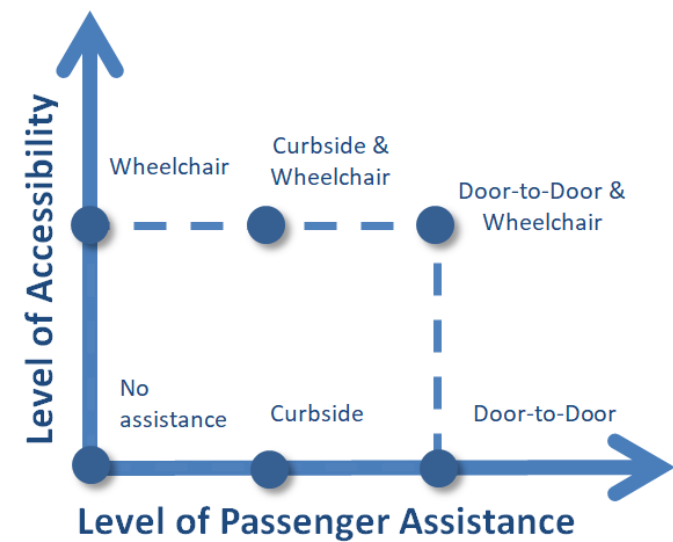 Level of Accessibility
Wheelchair
Curbside &
Wheelchair
Door-to-Door &
Wheelchair
No
assistance
Curbside
Door-to-Door
Level of Passenger Assistance